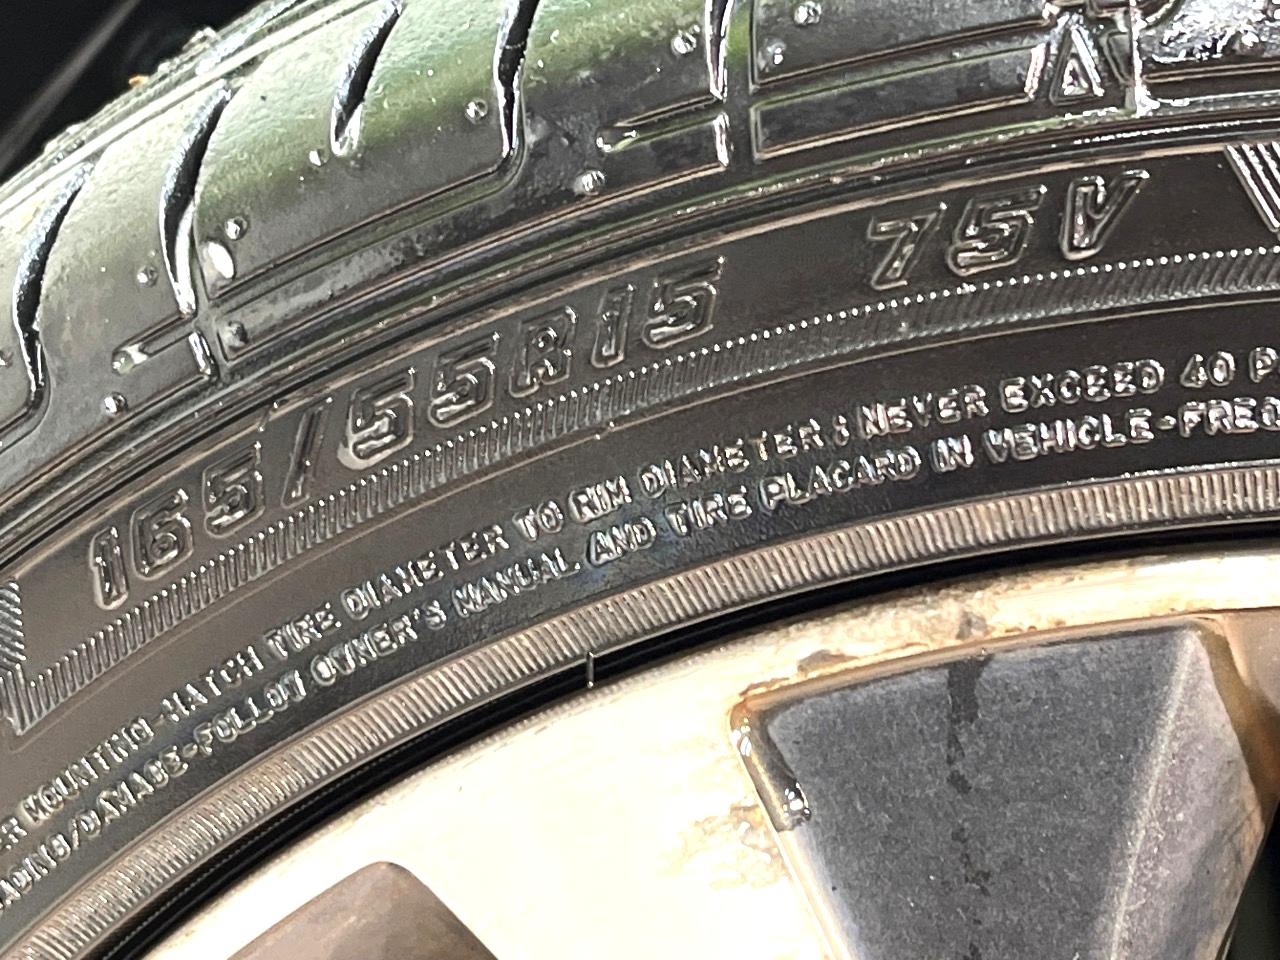 165/55R15 75V
MOUNTING-MATCH TIRE DIAMETER TO RIM DIAMETER; NEVER EXCEED 40
DAMAGE-FOLLOW OWNER'S MANUAL AND TIRE PLACARD IN VEHICLE-FREQ